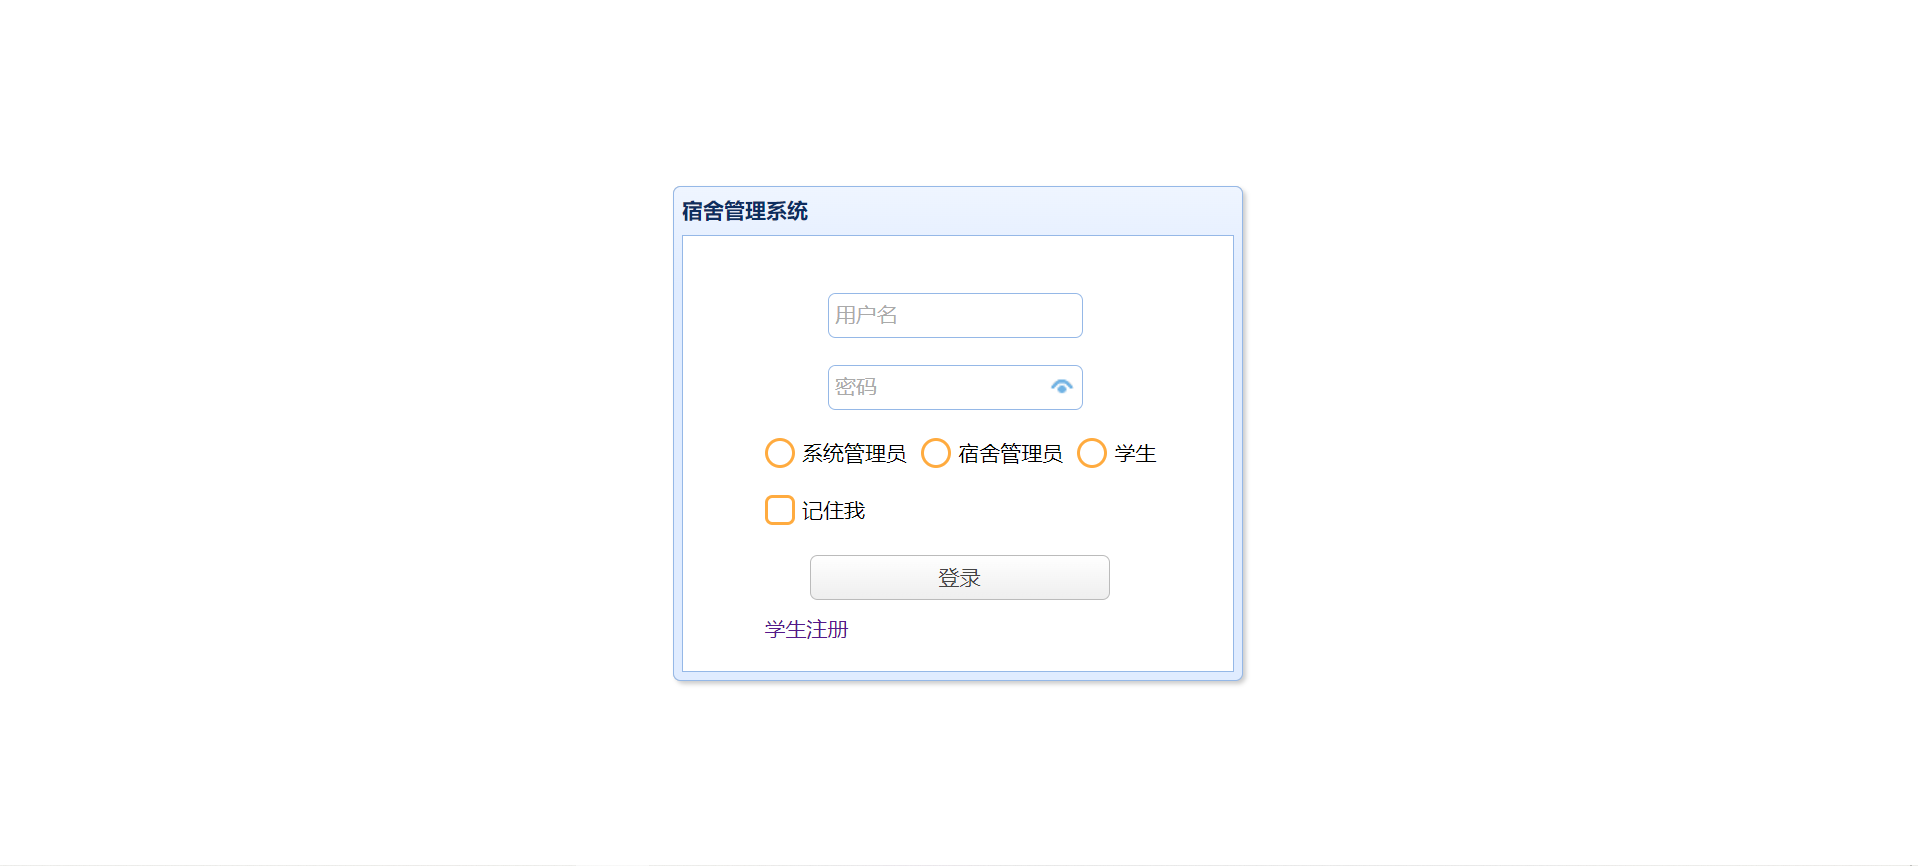 宿舍管理系统
用户名
密码
系统管理员 宿舍管理员 学生
记住我
登录
学生注册